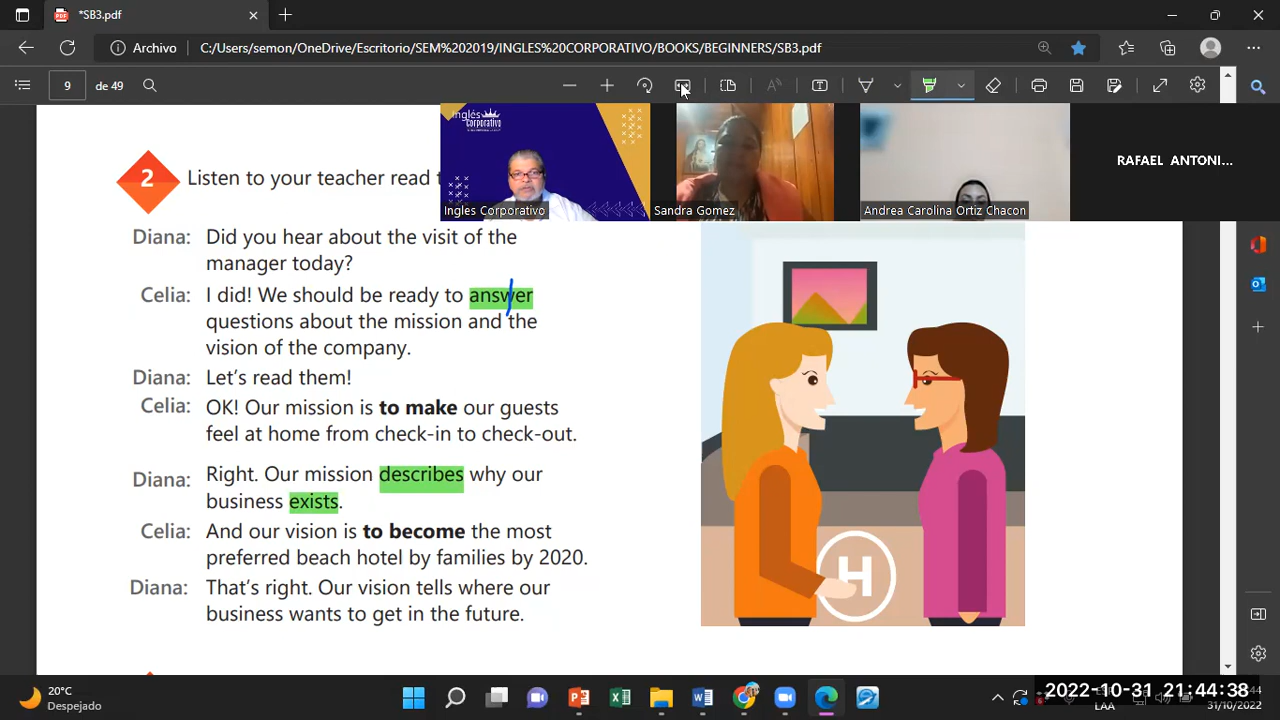 *SB3.pdf
Archivo
C:/Users/semon/OneDrive/Escritorio/SEM%202019/INGLES%20CORPORATIVO/BOOKS/BEGINNERS/SB3.pdf
9 de 49
Inglés Corporativo
Ingles Corporativo
Sandra Gomez
Andrea Carolina Ortiz Chacon
RAFAEL ANTONI...
2 Listen to your teacher read
Diana: Did you hear about the visit of the
manager today?
Celia: I did! We should be ready to answer
questions about the mission and the
vision of the company.
Diana: Let's read them!
Celia: OK! Our mission is to make our guests
feel at home from check-in to check-out.
Diana: Right. Our mission describes why our
business exists.
Celia: And our vision is to become the most
preferred beach hotel by families by 2020.
Diana: That's right. Our vision tells where our
business wants to get in the future.
H
20°C
Despejado
LAA
2022-10-31 21:44:38
31/10/2022